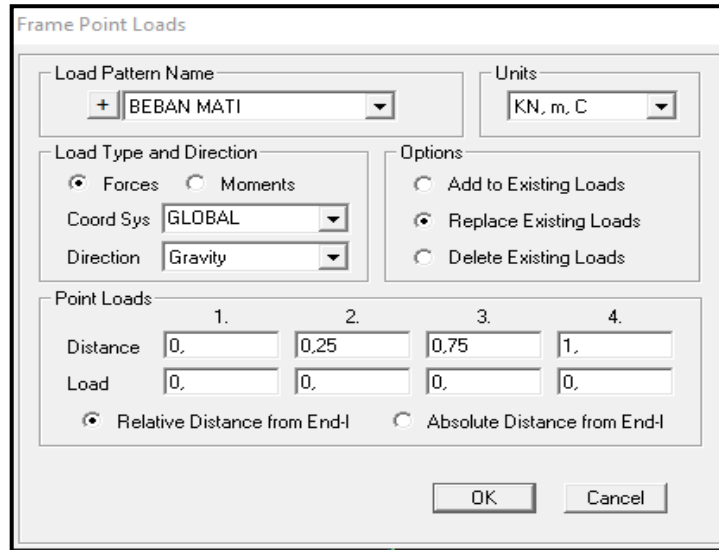 Frame Point Loads
Load Pattern Name
+ BEBAN MATI
Units
KN, m, C
Load Type and Direction
Forces Moments
Coord Sys GLOBAL
Direction Gravity
Options
Add to Existing Loads
Replace Existing Loads
Delete Existing Loads
Point Loads
1. 2. 3. 4.
Distance 0, 0,25 0,75 1,
Load 0, 0, 0, 0,
Relative Distance from End-I Absolute Distance from End-I
OK Cancel